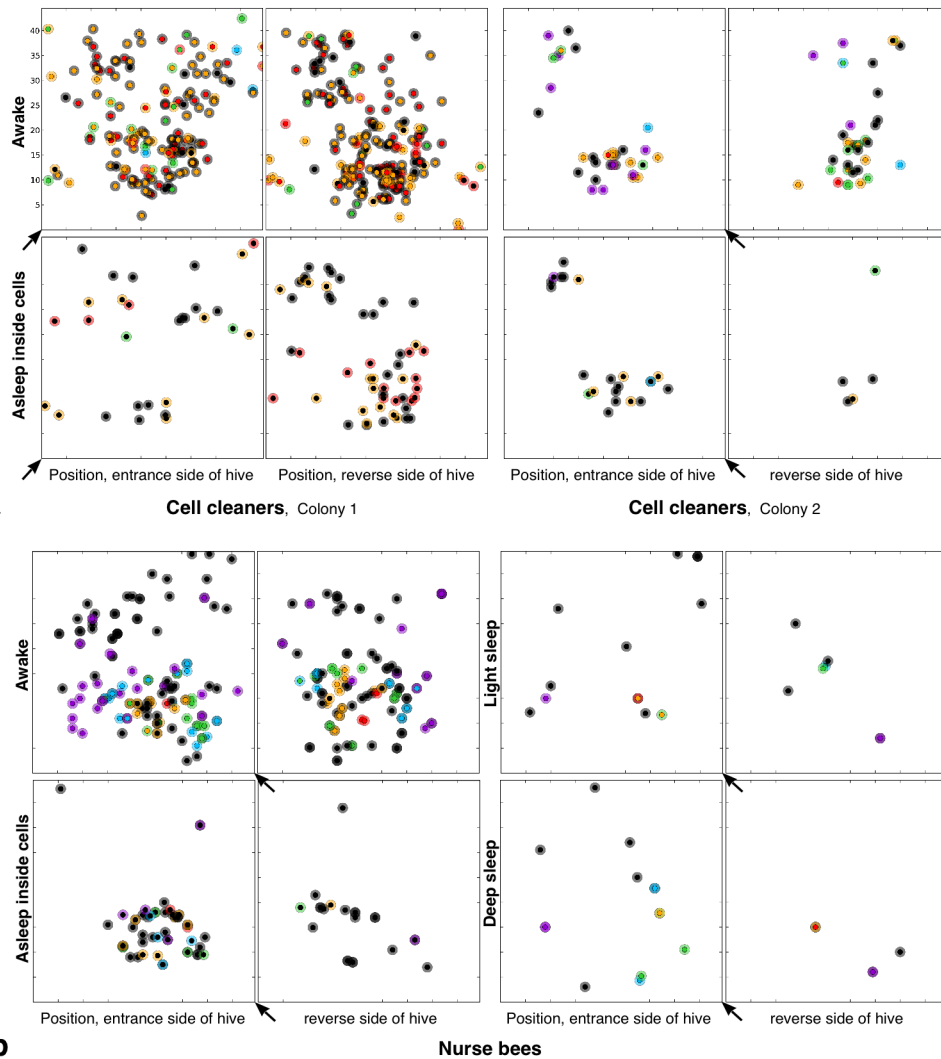 40
35
30
25
20
15
10
5
Awake
Asleep inside cells
Position, entrance side of hive
Position, reverse side of hive
Position, entrance side of hive
reverse side of hive
Cell cleaners, Colony 1
Cell cleaners, Colony 2
Awake
Light sleep
Asleep inside cells
Deep sleep
Position, entrance side of hive
reverse side of hive
Position, entrance side of hive
reverse side of hive
Nurse bees